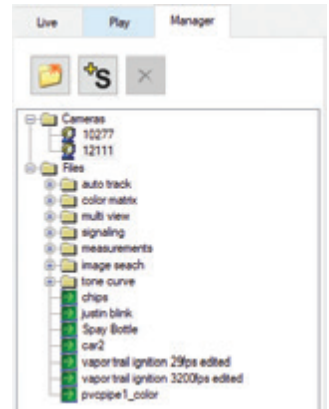 Live Play Manager
+S
Cameras
10277
12111
Files
auto track
color matrix
multi view
signaling
measurements
image seach
tone curve
chips
justin blink
Spay Bottle
car2
vapor trail ignition 29fps edited
vapor trail ignition 3200fps edited
pvcpipe1_color